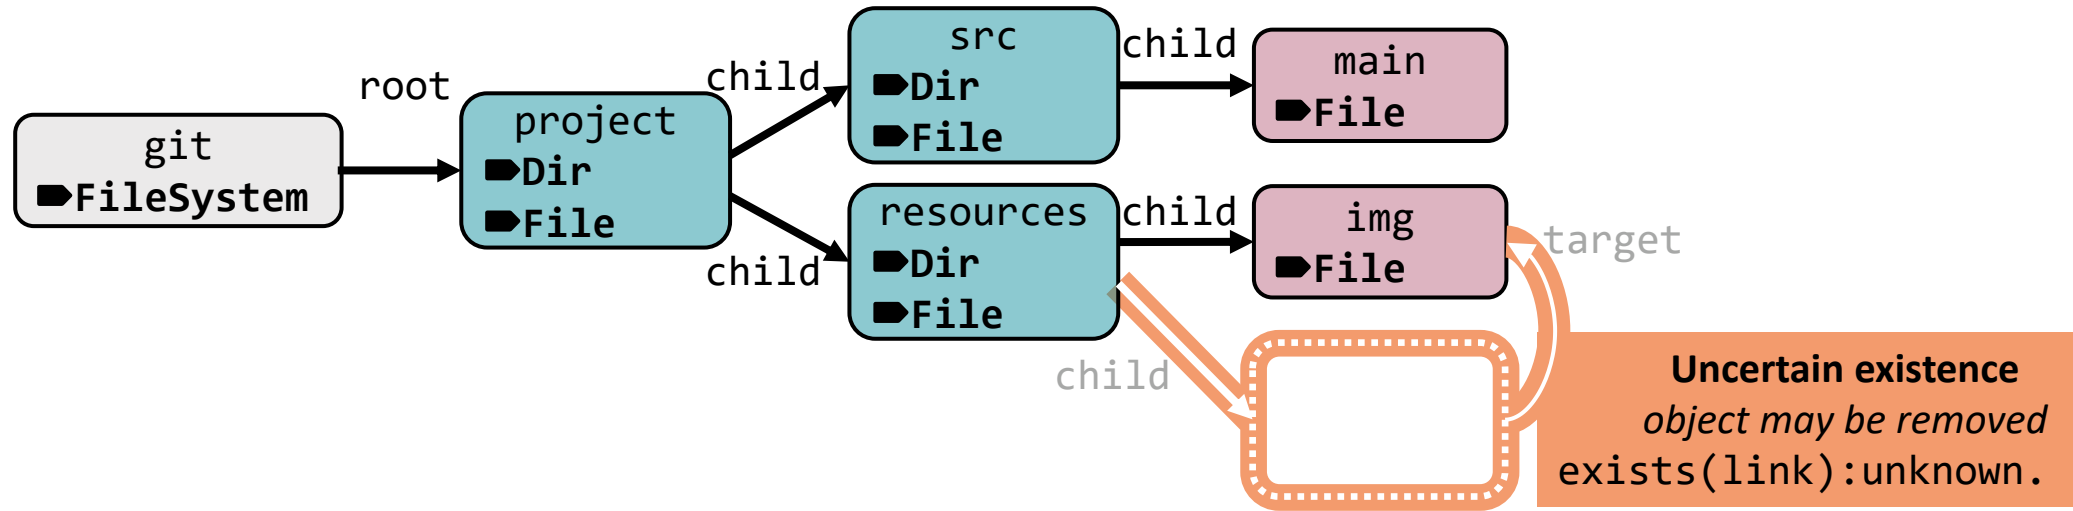 git
FileSystem
root
project
Dir
File
child
child
src
Dir
File
child
main
File
resources
Dir
File
child
img
File
target
child
Uncertain existence
object may be removed
exists(link):unknown.